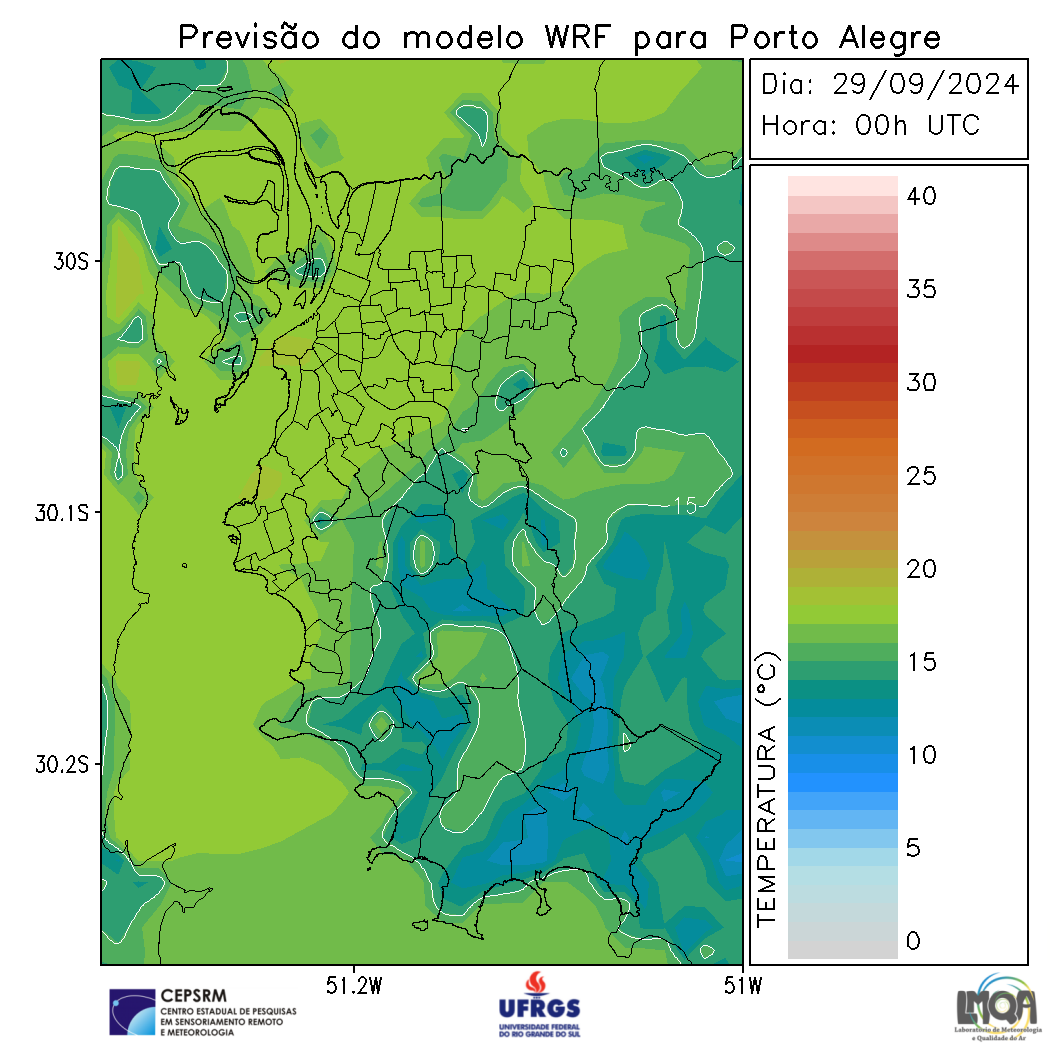 Previsão do modelo WRF para Porto Alegre
Dia: 29/09/2024
Hora: 00h UTC
40
35
30
25
20
15
10
5
0
TEMPERATURA (°C)
30S
30.1S
30.2S
15
51.2W
51W
CEPSRM
CENTRO ESTADUAL DE PESQUISAS
EM SENSORIAMENTO REMOTO
E METEOROLOGIA
UFRGS
UNIVERSIDADE FEDERAL
DO RIO GRANDE DO SUL
LMQA
Laboratório de Meteorologia
e Qualidade do Ar